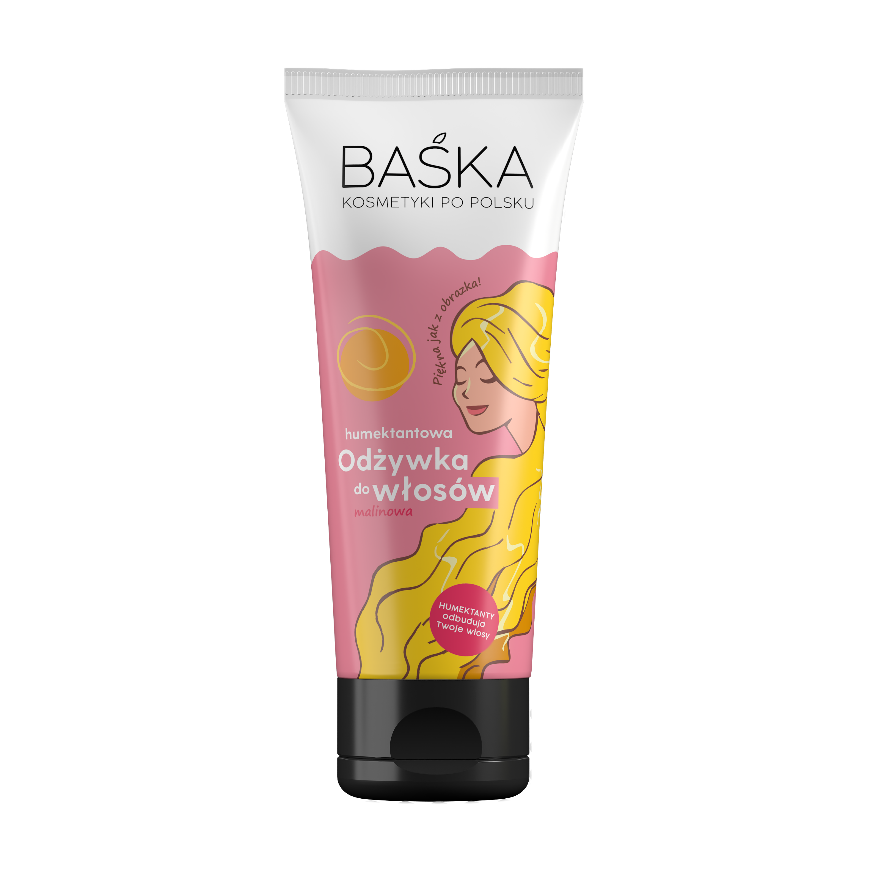 BAŚKA
KOSMETYKI PO POLSKU
Piękna jak z obrazka!
humektantowa
Odżywka
do włosów
malinowa
HUMEKTANTY
odbudują
Twoje włosy